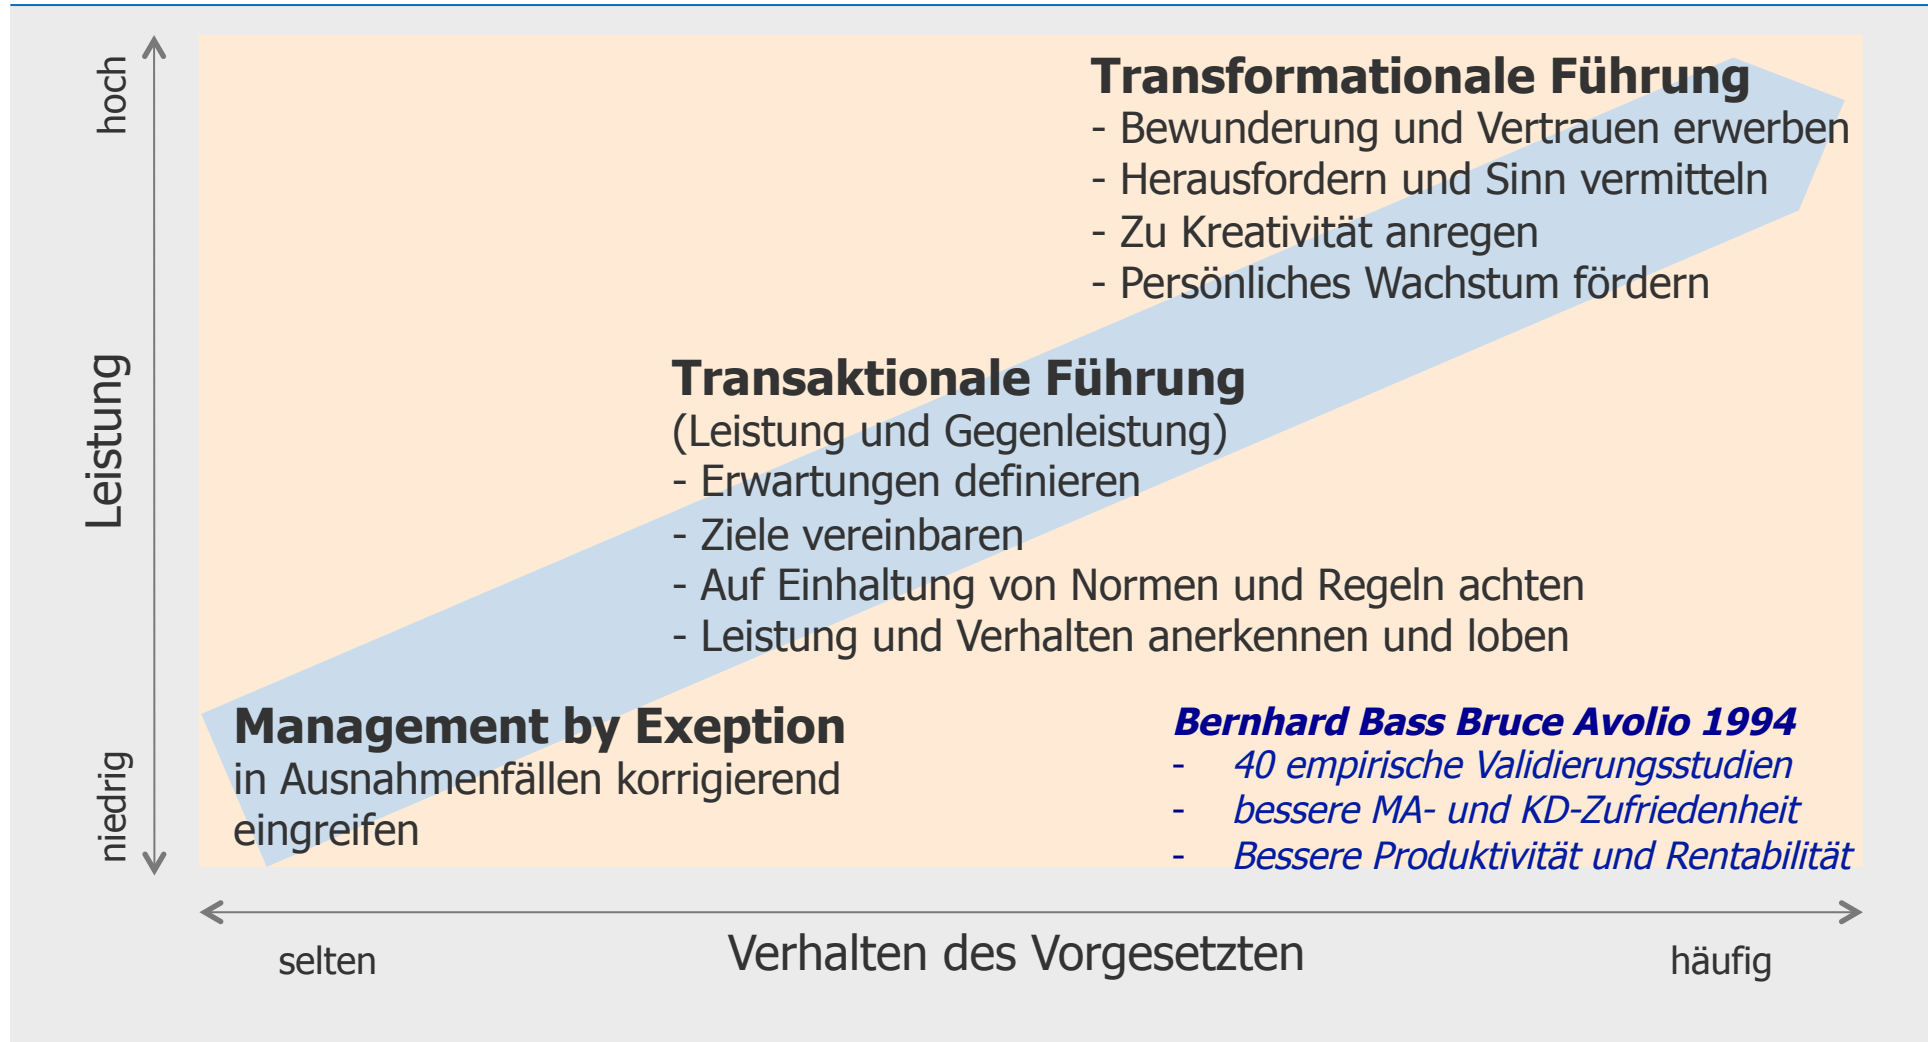 hoch
Leistung
niedrig
Transformationale Führung
- Bewunderung und Vertrauen erwerben
- Herausfordern und Sinn vermitteln
- Zu Kreativität anregen
- Persönliches Wachstum fördern
Transaktionale Führung
(Leistung und Gegenleistung)
- Erwartungen definieren
- Ziele vereinbaren
- Auf Einhaltung von Normen und Regeln achten
- Leistung und Verhalten anerkennen und loben
Management by Exeption
in Ausnahmenfällen korrigierend
eingreifen
Bernhard Bass Bruce Avolio 1994
- 40 empirische Validierungsstudien
- bessere MA- und KD-Zufriedenheit
- Bessere Produktivität und Rentabilität
selten
Verhalten des Vorgesetzten
häufig